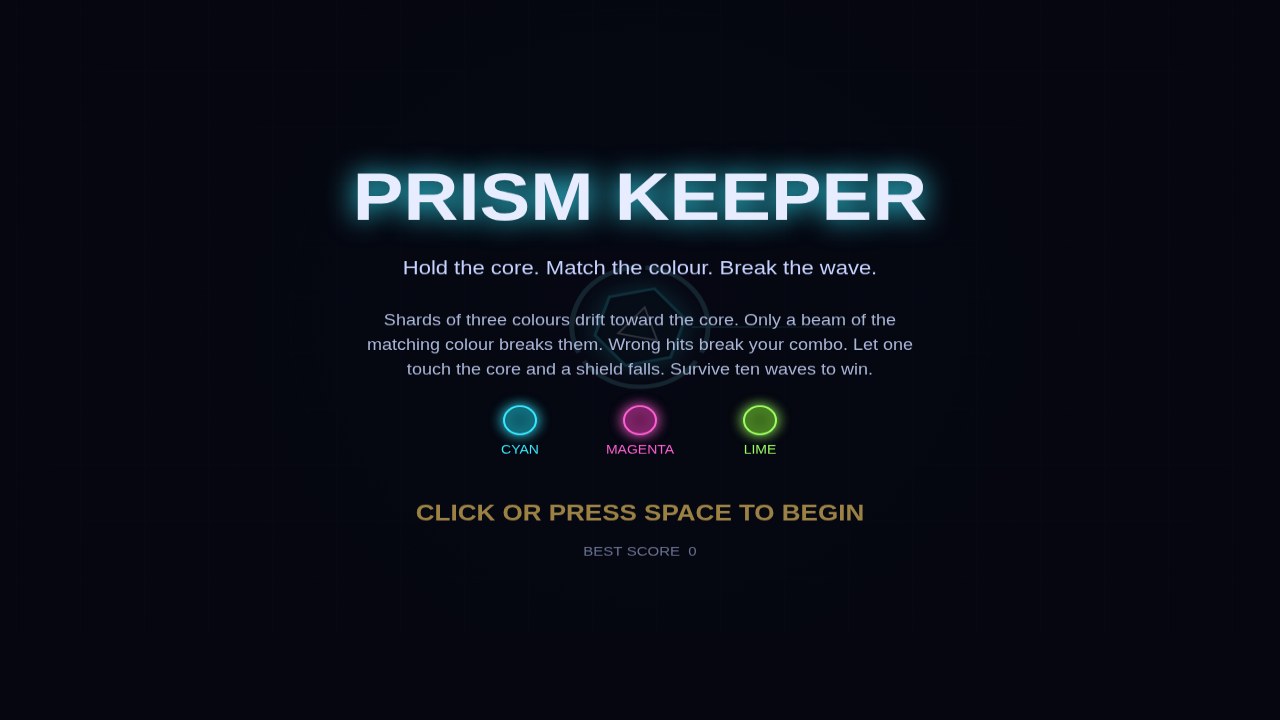 PRISM KEEPER
Hold the core. Match the colour. Break the wave.
Shards of three colours drift toward the core. Only a beam of the
matching colour breaks them. Wrong hits break your combo. Let one
touch the core and a shield falls. Survive ten waves to win.
CYAN MAGENTA LIME
CLICK OR PRESS SPACE TO BEGIN
BEST SCORE 0